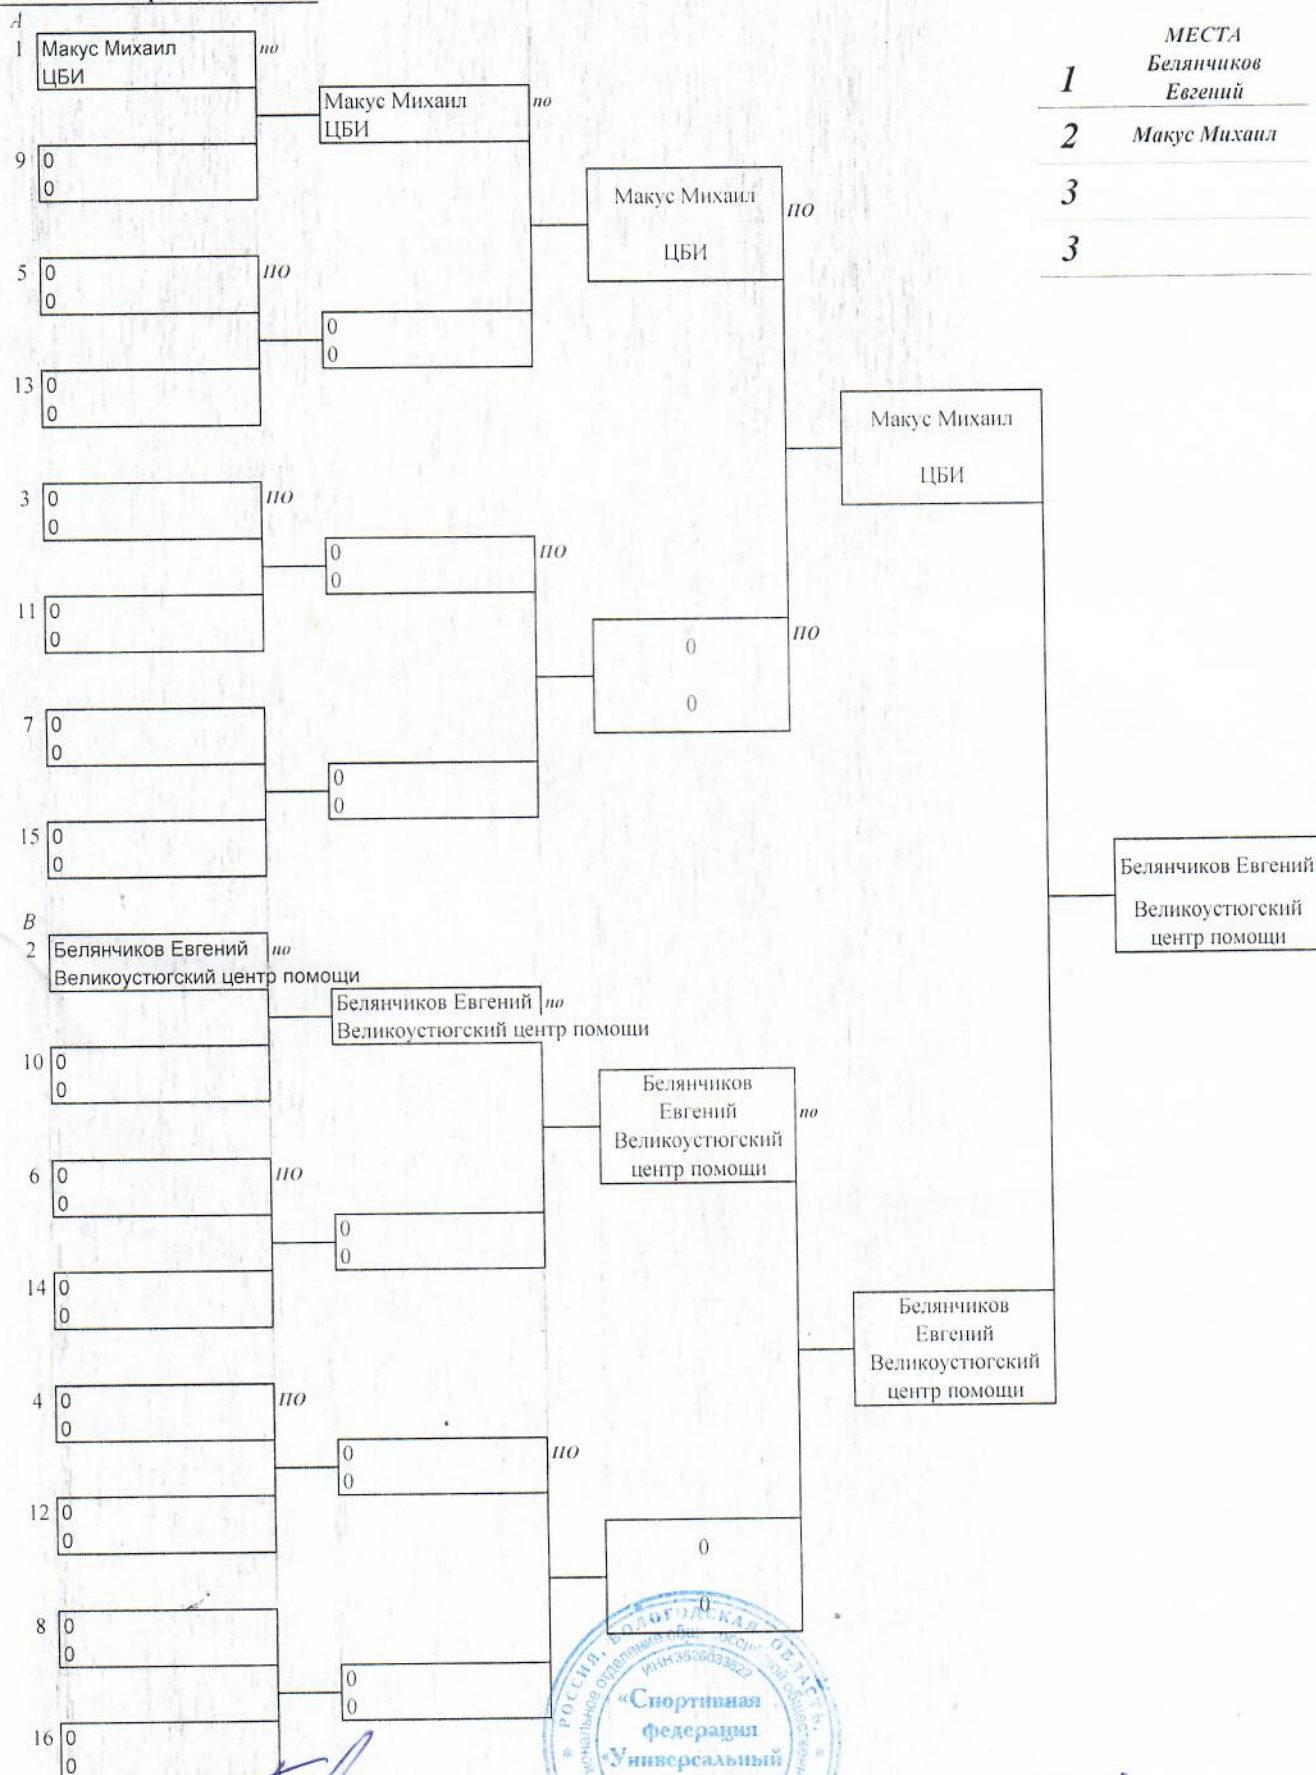 A
1 Макус Михаил по
ЦБИ
Макус Михаил по
ЦБИ
9 0
0
Макус Михаил ПО
ЦБИ
5 0 ПО
0
0
0
13 0
0
Макус Михаил
ЦБИ
3 0 ПО
0
0 ПО
0
11 0
0
0 ПО
0
7 0
0
0
0
15 0
0
Белянчиков Евгений
Великоустюгский
центр помощи
B
2 Белянчиков Евгений по
Великоустюгский центр помощи
Белянчиков Евгений по
Великоустюгский центр помощи
10 0
0
Белянчиков
Евгений по
Великоустюгский
центр помощи
6 0 ПО
0
0
0
14 0
0
Белянчиков
Евгений
Великоустюгский
центр помощи
4 0 ПО
0
0 ПО
0
12 0
0
0
0
8 0
0
0
0
16 0
0
МЕСТА
1 Белянчиков
Евгений
2 Макус Михаил
3
3
РОССИЯ, ВОЛОГОДСКАЯ ОБЛАСТЬ
ИНН3526033822
«Спортивная
федерация
«Универсальный